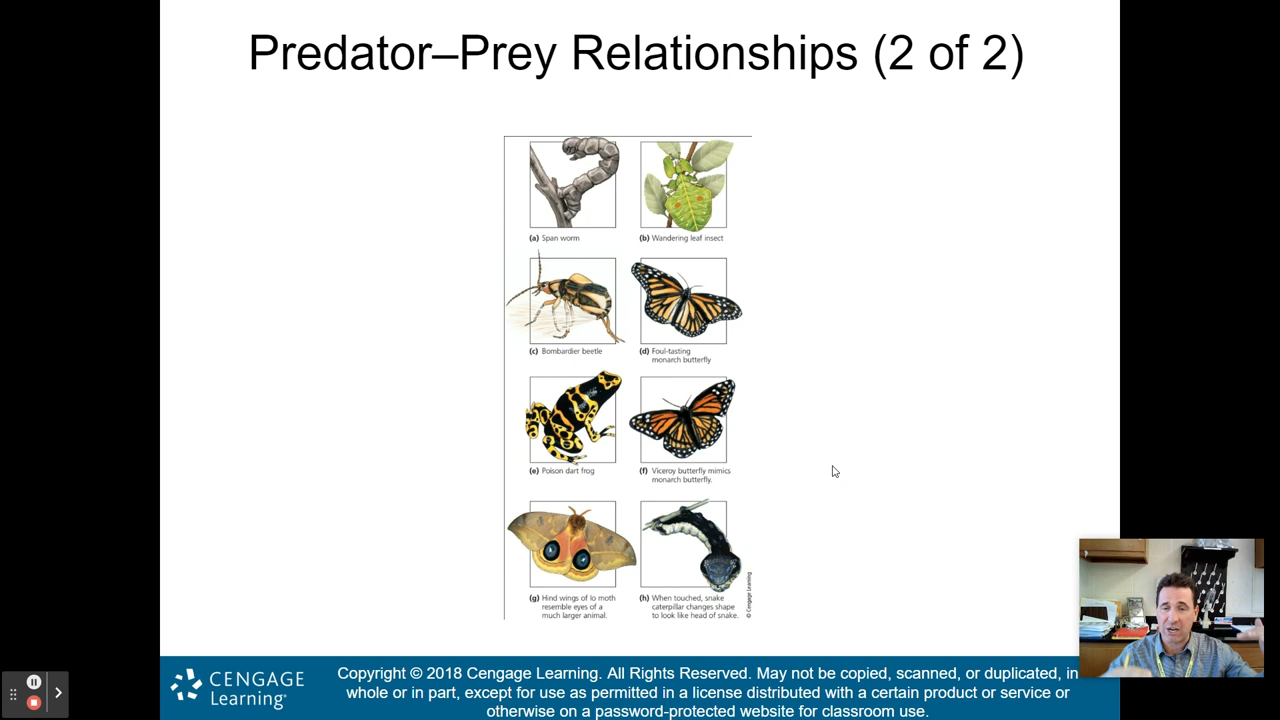 Predator–Prey Relationships (2 of 2)
(a) Span worm
(b) Wandering leaf insect
(c) Bombardier beetle
(d) Foul-tasting
monarch butterfly
(e) Poison dart frog
(f) Viceroy butterfly mimics
monarch butterfly.
(g) Hind wings of Io moth
resemble eyes of a
much larger animal.
(h) When touched, snake
caterpillar changes shape
to look like head of snake.
© Cengage Learning
CENGAGE
Learning®
Copyright © 2018 Cengage Learning. All Rights Reserved. May not be copied, scanned, or duplicated, in
whole or in part, except for use as permitted in a license distributed with a certain product or service or
otherwise on a password-protected website for classroom use.